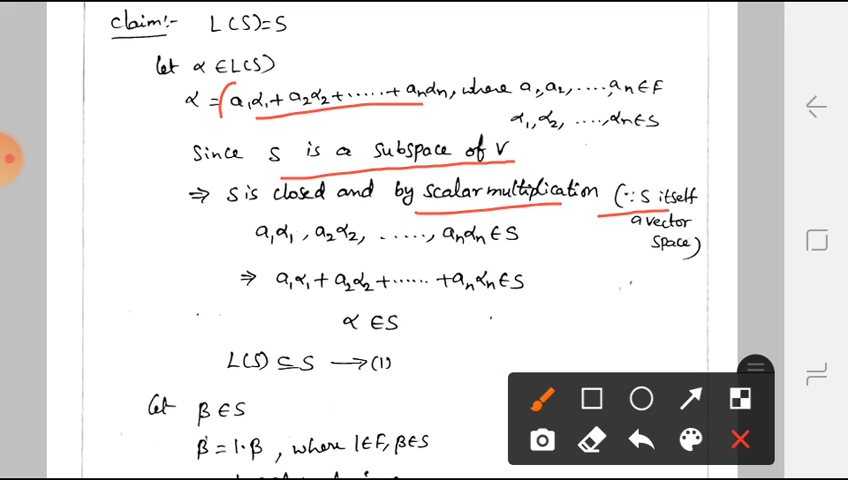 Claim:- L(S)=S
let α ∈ L(S)
α = (a₁α₁ + a₂α₂ + ...... + aₙαₙ, where a₁, a₂, ...., aₙ ∈ F
α₁, α₂, ....., αₙ ∈ S
Since S is a subspace of V
⇒ S is closed and by scalar multiplication (∵ S itself
a vector
space)
a₁α₁, a₂α₂, ......, aₙαₙ ∈ S
⇒ a₁α₁ + a₂α₂ + ...... + aₙαₙ ∈ S
α ∈ S
L(S) ⊆ S → (1)
let β ∈ S
β = 1·β, where 1 ∈ F, β ∈ S